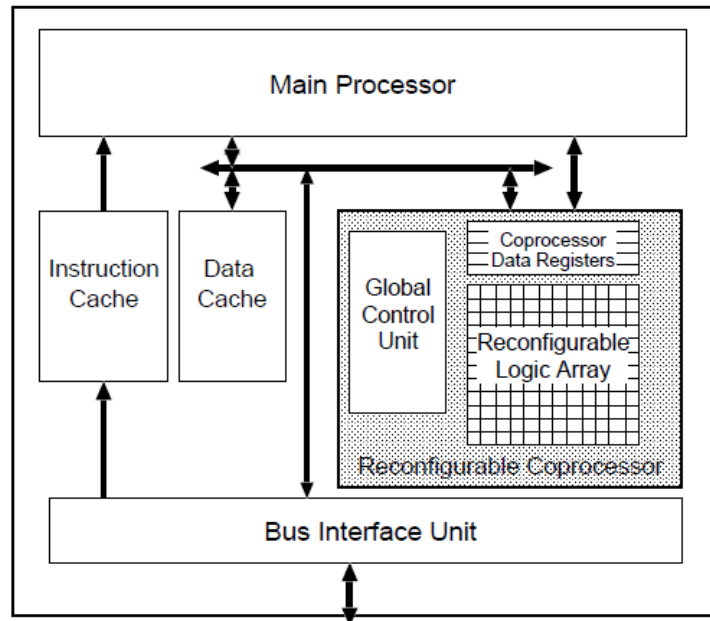 Main Processor
Instruction
Cache
Data
Cache
Global
Control
Unit
Coprocessor
Data Registers
Reconfigurable
Logic Array
Reconfigurable Coprocessor
Bus Interface Unit